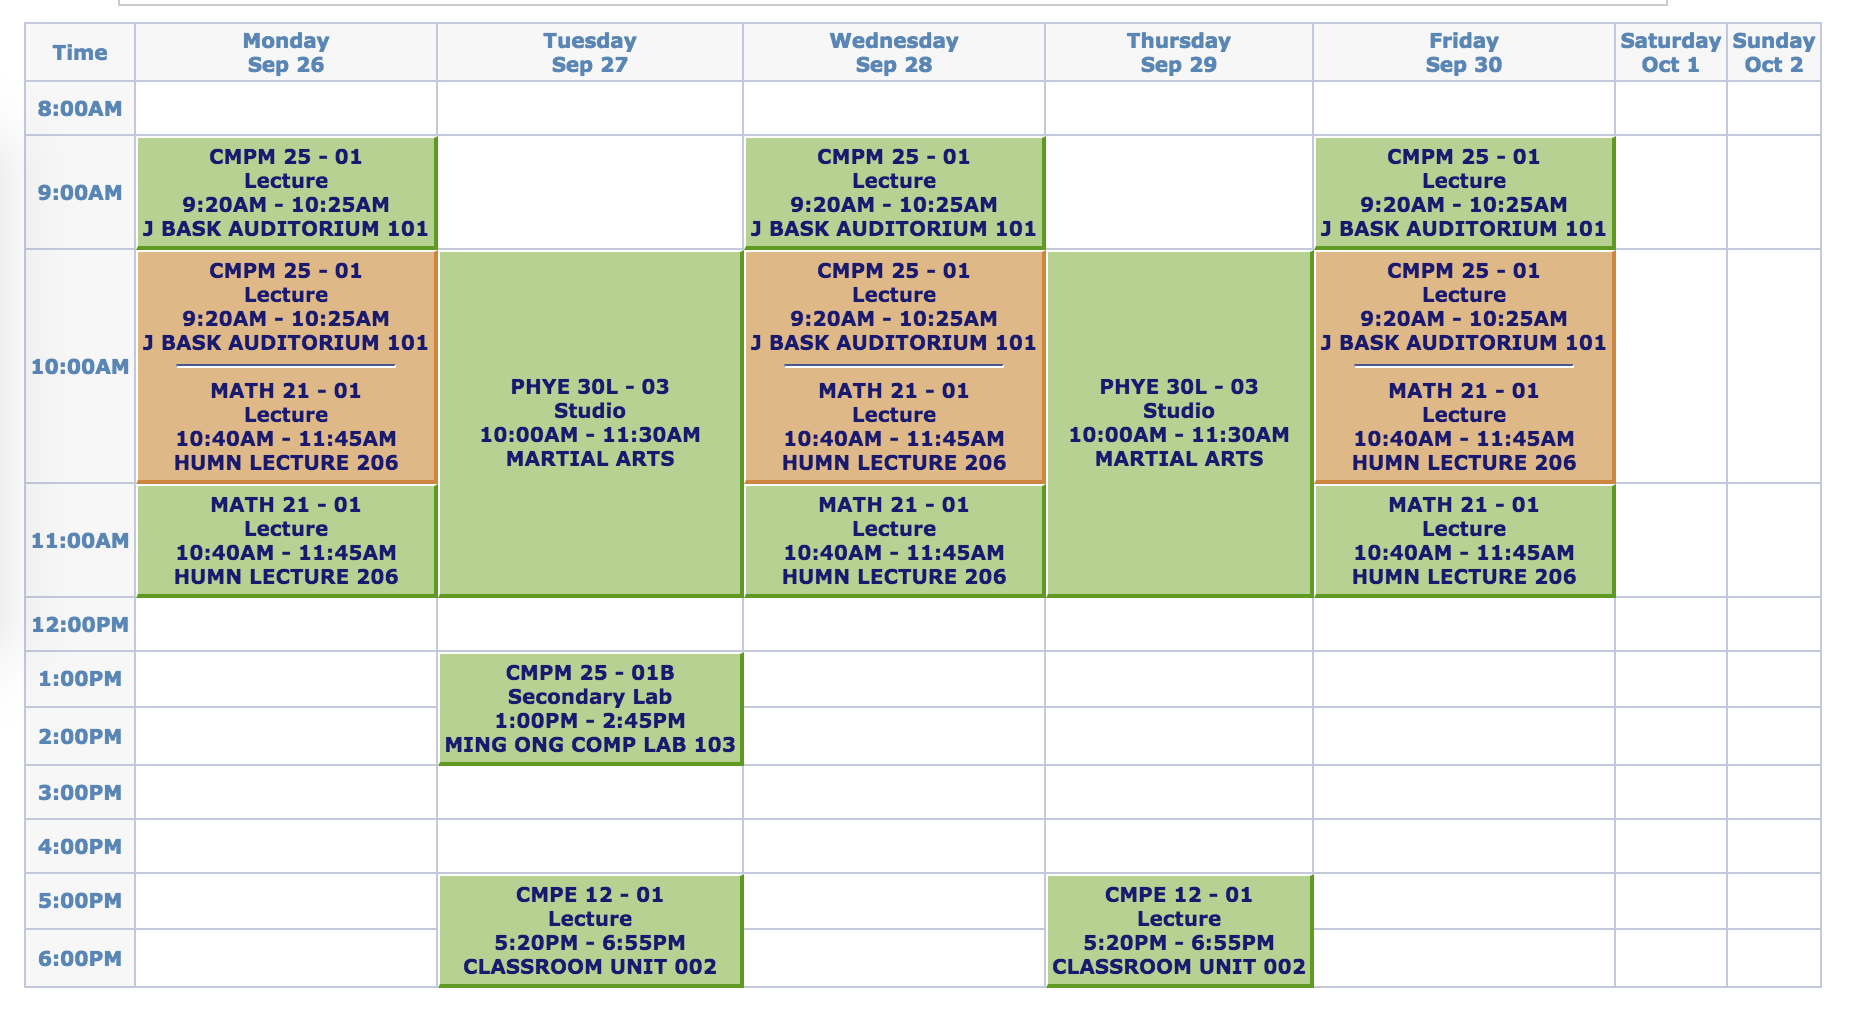 Time
Monday
Sep 26
Tuesday
Sep 27
Wednesday
Sep 28
Thursday
Sep 29
Friday
Sep 30
Saturday
Oct 1
Sunday
Oct 2
8:00AM
9:00AM
CMPM 25 - 01
Lecture
9:20AM - 10:25AM
J BASK AUDITORIUM 101
CMPM 25 - 01
Lecture
9:20AM - 10:25AM
J BASK AUDITORIUM 101
CMPM 25 - 01
Lecture
9:20AM - 10:25AM
J BASK AUDITORIUM 101
10:00AM
CMPM 25 - 01
Lecture
9:20AM - 10:25AM
J BASK AUDITORIUM 101
MATH 21 - 01
Lecture
10:40AM - 11:45AM
HUMN LECTURE 206
PHYE 30L - 03
Studio
10:00AM - 11:30AM
MARTIAL ARTS
CMPM 25 - 01
Lecture
9:20AM - 10:25AM
J BASK AUDITORIUM 101
MATH 21 - 01
Lecture
10:40AM - 11:45AM
HUMN LECTURE 206
PHYE 30L - 03
Studio
10:00AM - 11:30AM
MARTIAL ARTS
CMPM 25 - 01
Lecture
9:20AM - 10:25AM
J BASK AUDITORIUM 101
MATH 21 - 01
Lecture
10:40AM - 11:45AM
HUMN LECTURE 206
11:00AM
MATH 21 - 01
Lecture
10:40AM - 11:45AM
HUMN LECTURE 206
MATH 21 - 01
Lecture
10:40AM - 11:45AM
HUMN LECTURE 206
MATH 21 - 01
Lecture
10:40AM - 11:45AM
HUMN LECTURE 206
12:00PM
1:00PM
CMPM 25 - 01B
Secondary Lab
1:00PM - 2:45PM
MING ONG COMP LAB 103
2:00PM
3:00PM
4:00PM
5:00PM
CMPE 12 - 01
Lecture
5:20PM - 6:55PM
CLASSROOM UNIT 002
CMPE 12 - 01
Lecture
5:20PM - 6:55PM
CLASSROOM UNIT 002
6:00PM